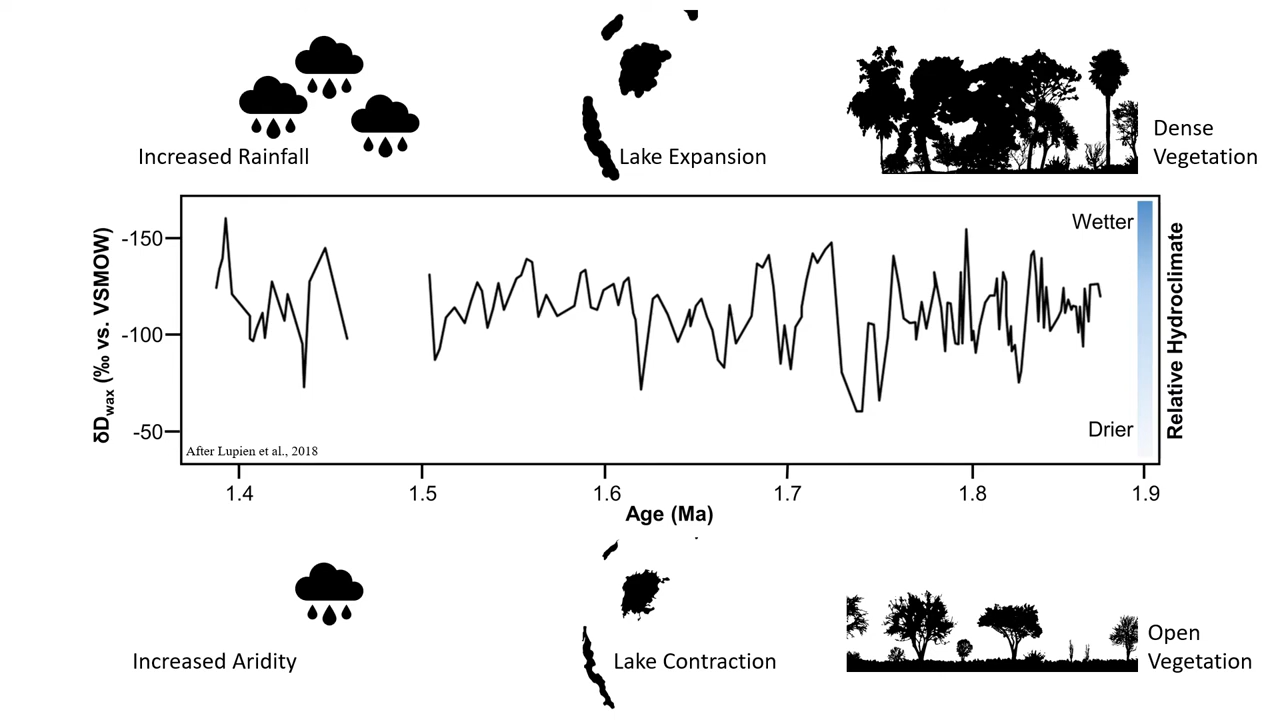 Increased Rainfall
Lake Expansion
Dense
Vegetation
δDwax (‰ vs. VSMOW)
-150
-100
-50
Wetter
Drier
Relative Hydroclimate
After Lupien et al., 2018
1.4
1.5
1.6
1.7
1.8
1.9
Age (Ma)
Increased Aridity
Lake Contraction
Open
Vegetation